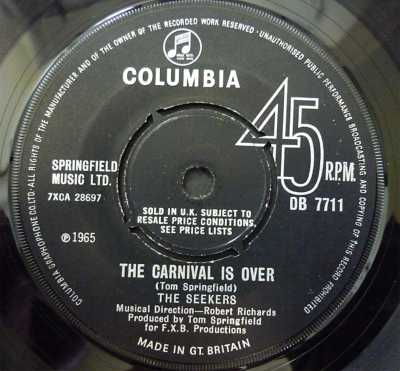 ALL RIGHTS OF THE MANUFACTURER AND OF THE OWNER OF THE RECORDED WORK RESERVED · UNAUTHORISED PUBLIC PERFORMANCE BROADCASTING AND COPYING OF THIS RECORD PROHIBITED
COLUMBIA GRAPHOPHONE CO. LTD.
COLUMBIA
45
R.P.M.
SPRINGFIELD
MUSIC LTD.
7XCA 28697
DB 7711
SOLD IN U.K. SUBJECT TO
RESALE PRICE CONDITIONS,
SEE PRICE LISTS
℗1965
THE CARNIVAL IS OVER
(Tom Springfield)
THE SEEKERS
Musical Direction—Robert Richards
Produced by Tom Springfield
for F.X.B. Productions
MADE IN GT. BRITAIN